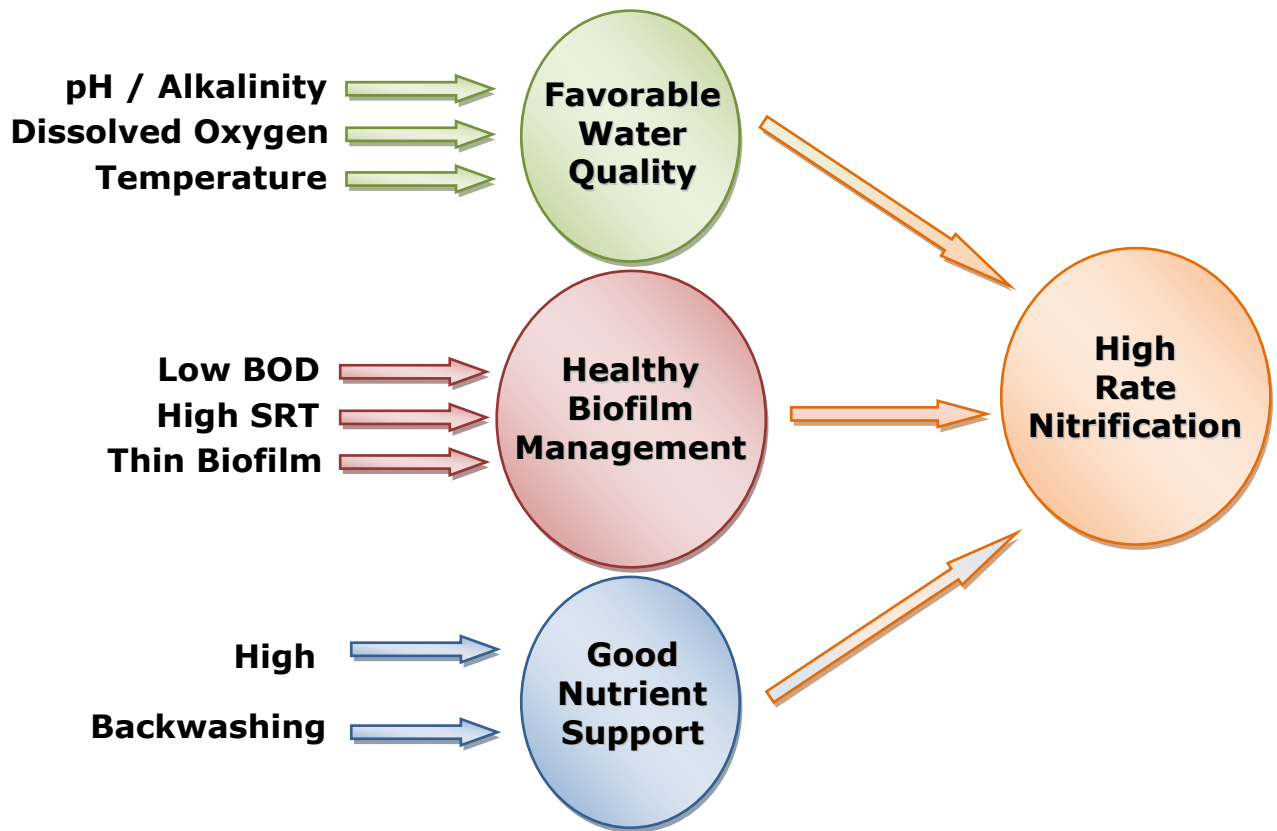 pH / Alkalinity
Dissolved Oxygen
Temperature
Favorable
Water
Quality
Low BOD
High SRT
Thin Biofilm
Healthy
Biofilm
Management
High
Backwashing
Good
Nutrient
Support
High
Rate
Nitrification